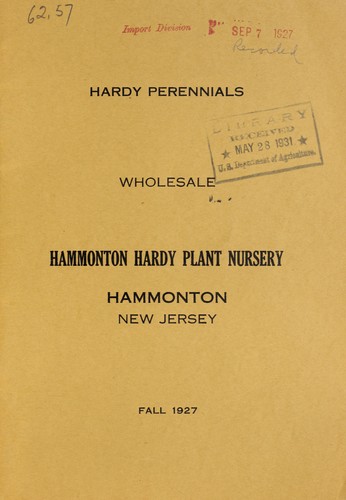 62.57
Import Division
SEP 7 1927
Recorded
HARDY PERENNIALS
LIBRARY
RECEIVED
★ MAY 28 1931 ★
U. S. Department of Agriculture.
WHOLESALE
HAMMONTON HARDY PLANT NURSERY
HAMMONTON
NEW JERSEY
FALL 1927